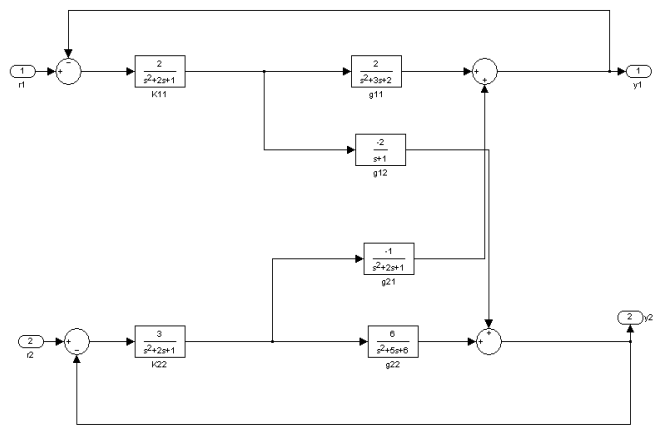 1
r1
+
−
2
s²+2s+1
K11
2
s²+3s+2
g11
+
+
1
y1
-2
s+1
g12
-1
s²+2s+1
g21
2
r2
+
−
3
s²+2s+1
K22
6
s²+5s+6
g22
+
+
2
y2